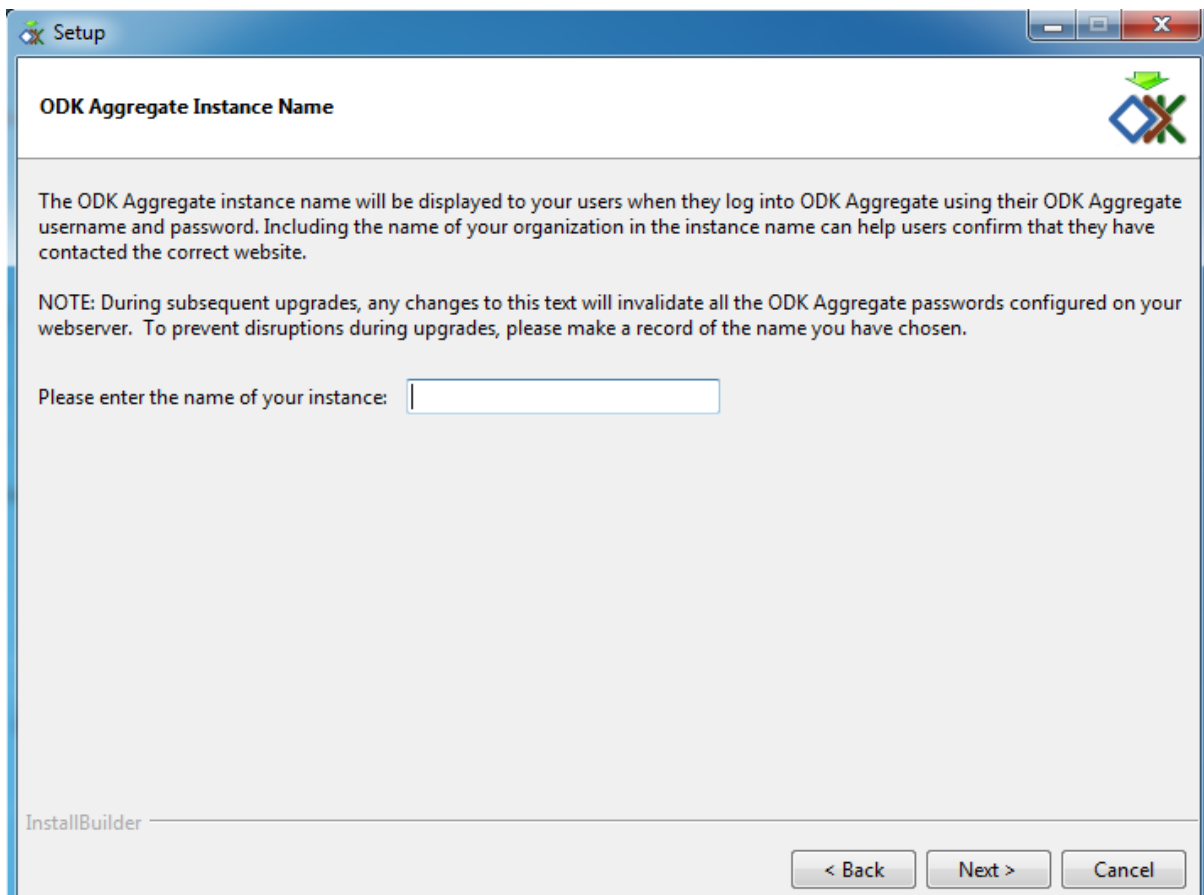 Setup
ODK Aggregate Instance Name
The ODK Aggregate instance name will be displayed to your users when they log into ODK Aggregate using their ODK Aggregate
username and password. Including the name of your organization in the instance name can help users confirm that they have
contacted the correct website.
NOTE: During subsequent upgrades, any changes to this text will invalidate all the ODK Aggregate passwords configured on your
webserver.  To prevent disruptions during upgrades, please make a record of the name you have chosen.
Please enter the name of your instance:
InstallBuilder
< Back Next > Cancel